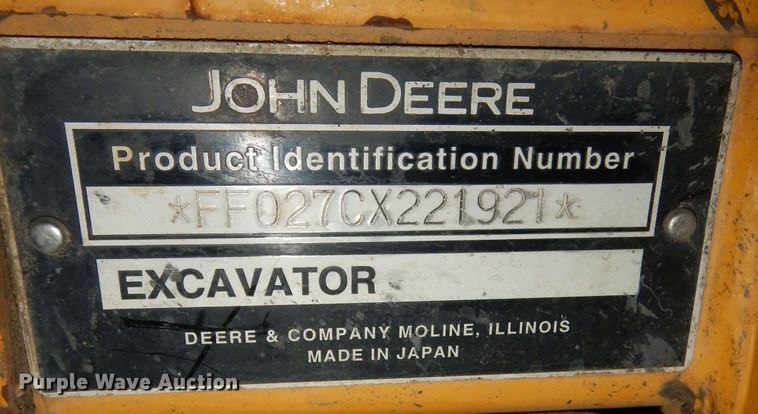 JOHN DEERE
Product Identification Number
*FF027CX221921*
EXCAVATOR
DEERE & COMPANY MOLINE, ILLINOIS
MADE IN JAPAN
Purple Wave Auction